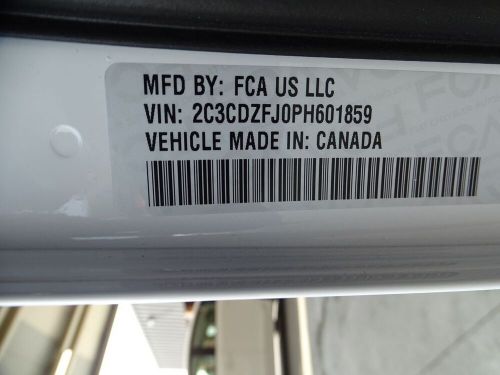 MFD BY: FCA US LLC
VIN: 2C3CDZFJ0PH601859
VEHICLE MADE IN: CANADA